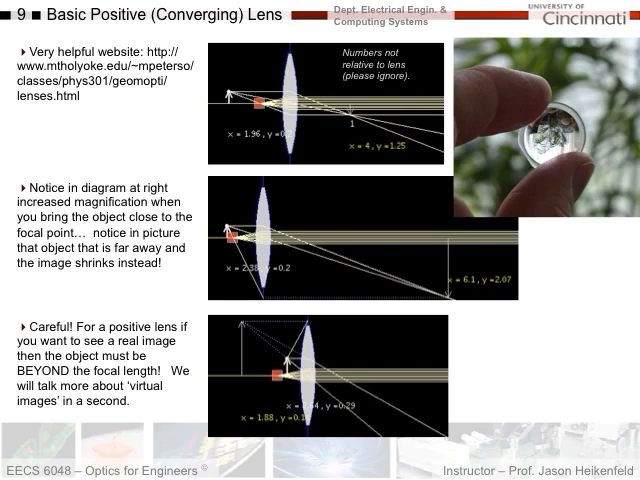 9 ■ Basic Positive (Converging) Lens
Dept. Electrical Engin. &
Computing Systems
UNIVERSITY OF
Cincinnati
Very helpful website: http://
www.mtholyoke.edu/~mpeterso/
classes/phys301/geomopti/
lenses.html
Numbers not
relative to lens
(please ignore).
x = 1.96 , y =0.2
1
x = 4 , y =1.25
Notice in diagram at right
increased magnification when
you bring the object close to the
focal point… notice in picture
that object that is far away and
the image shrinks instead!
x = 2.38 , y =0.2
x = 6.1 , y =2.07
Careful! For a positive lens if
you want to see a real image
then the object must be
BEYOND the focal length! We
will talk more about ‘virtual
images’ in a second.
y =0.29
x = 1.88 ,
EECS 6048 – Optics for Engineers ©
Instructor – Prof. Jason Heikenfeld